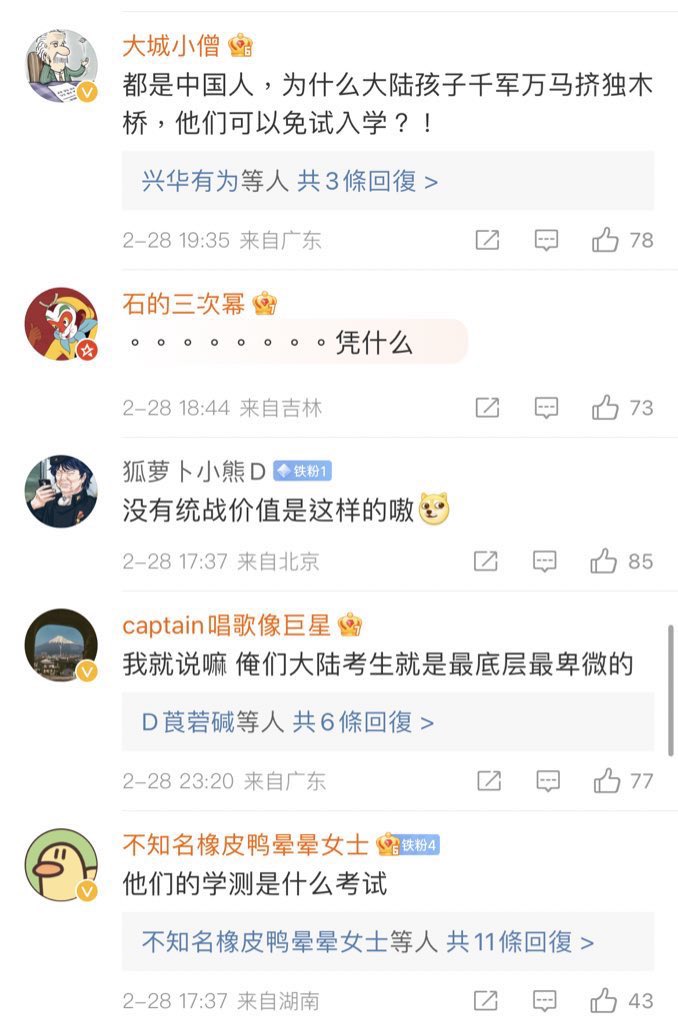 大城小僧
都是中国人，为什么大陆孩子千军万马挤独木
桥，他们可以免试入学？！
兴华有为等人 共3條回復 >
2-28 19:35 来自广东
78
石的三次幂
。。。。。。。。凭什么
2-28 18:44 来自吉林
73
狐萝卜小熊D 铁粉1
没有统战价值是这样的嗷
2-28 17:37 来自北京
85
captain唱歌像巨星
我就说嘛 俺们大陆考生就是最底层最卑微的
D莨菪碱等人 共6條回復 >
2-28 23:20 来自广东
77
不知名橡皮鸭晕晕女士 铁粉4
他们的学测是什么考试
不知名橡皮鸭晕晕女士等人 共11條回復 >
2-28 17:37 来自湖南
43